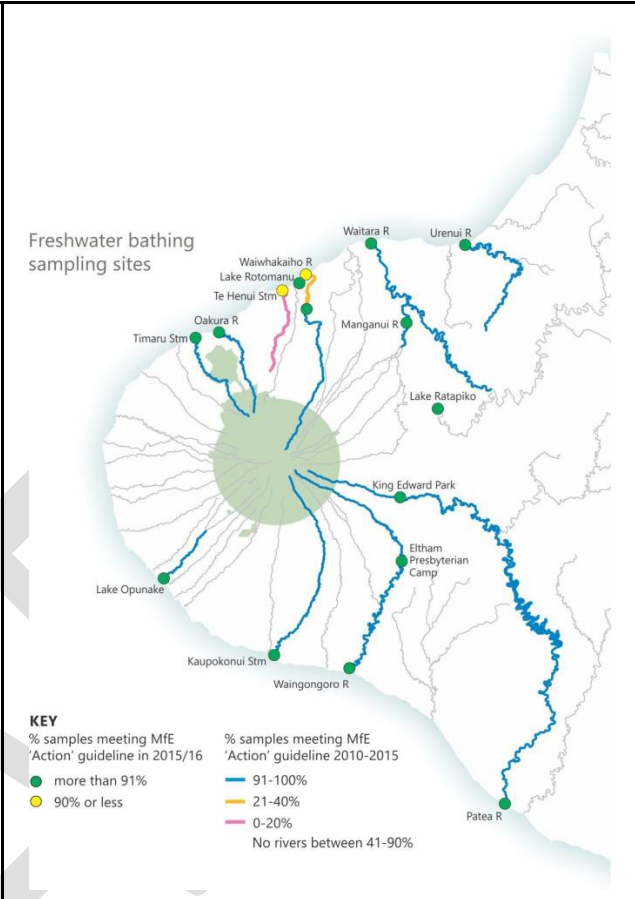 Freshwater bathing
sampling sites
Waitara R
Urenui R
Waiwhakaiho R
Lake Rotomanu
Te Henui Stm
Oakura R
Timaru Stm
Manganui R
Lake Ratapiko
King Edward Park
Eltham
Presbyterian
Camp
Lake Opunake
Kaupokonui Stm
Waingongoro R
Patea R
KEY
% samples meeting MfE
'Action' guideline in 2015/16
more than 91%
90% or less
% samples meeting MfE
'Action' guideline 2010-2015
91-100%
21-40%
0-20%
No rivers between 41-90%